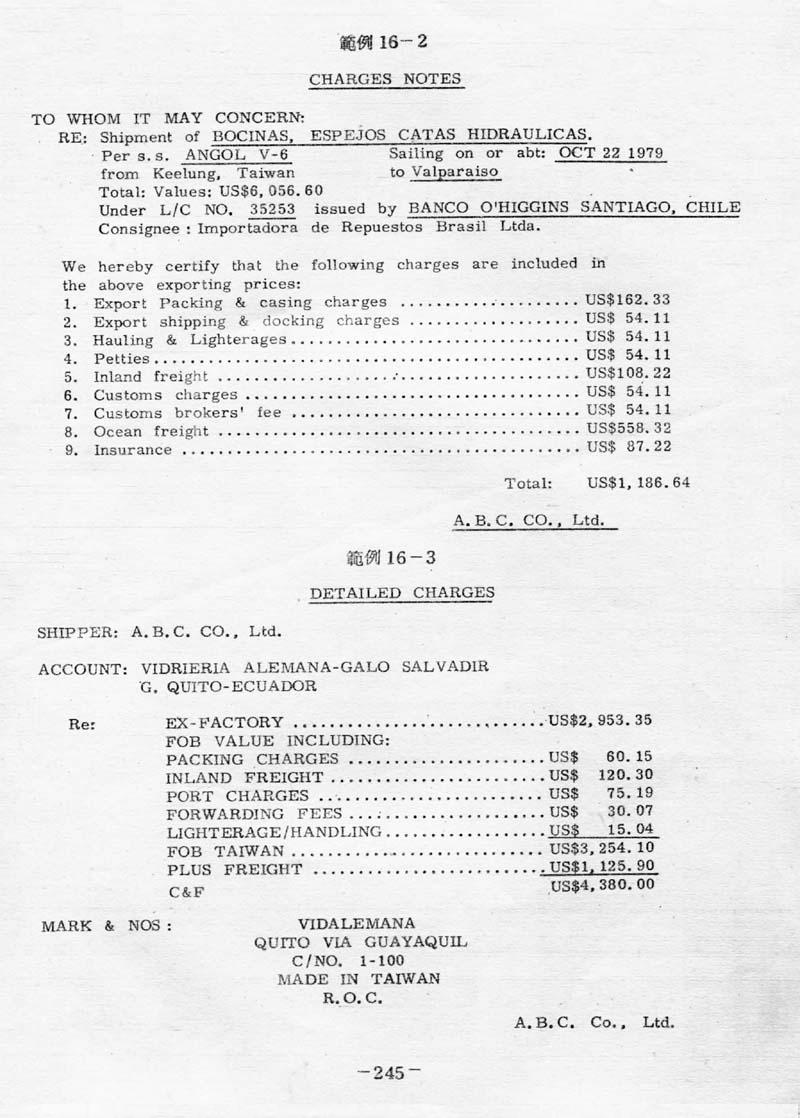 範例 16-2
CHARGES NOTES
TO WHOM IT MAY CONCERN:
RE: Shipment of BOCINAS, ESPEJOS CATAS HIDRAULICAS.
Per s.s. ANGOL V-6 Sailing on or abt: OCT 22 1979
from Keelung, Taiwan to Valparaiso
Total: Values: US$6,056.60
Under L/C NO. 35253 issued by BANCO O'HIGGINS SANTIAGO, CHILE
Consignee : Importadora de Repuestos Brasil Ltda.
We hereby certify that the following charges are included in
the above exporting prices:
1. Export Packing & casing charges .................... US$162.33
2. Export shipping & docking charges ................... US$ 54.11
3. Hauling & Lighterages ................................ US$ 54.11
4. Petties ............................................... US$ 54.11
5. Inland freight ........................................ US$108.22
6. Customs charges ..................................... US$ 54.11
7. Customs brokers' fee ................................ US$ 54.11
8. Ocean freight ........................................ US$558.32
9. Insurance ............................................ US$ 87.22
Total: US$1,186.64
A.B.C. CO., Ltd.
範例 16-3
DETAILED CHARGES
SHIPPER: A.B.C. CO., Ltd.
ACCOUNT: VIDRIERIA ALEMANA-GALO SALVADIR
G. QUITO-ECUADOR
Re: EX-FACTORY ............................ US$2,953.35
FOB VALUE INCLUDING:
PACKING CHARGES ...................... US$ 60.15
INLAND FREIGHT ........................ US$ 120.30
PORT CHARGES ......................... US$ 75.19
FORWARDING FEES ...................... US$ 30.07
LIGHTERAGE/HANDLING .................. US$ 15.04
FOB TAIWAN ............................ US$3,254.10
PLUS FREIGHT .......................... US$1,125.90
C&F US$4,380.00
MARK & NOS : VIDALEMANA
QUITO VIA GUAYAQUIL
C/NO. 1-100
MADE IN TAIWAN
R.O.C.
A.B.C. Co., Ltd.
-245-